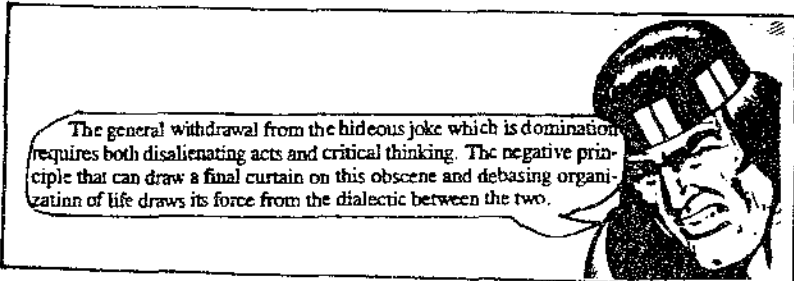 The general withdrawal from the hideous joke which is domination
requires both disalienating acts and critical thinking. The negative prin-
ciple that can draw a final curtain on this obscene and debasing organi-
zation of life draws its force from the dialectic between the two.